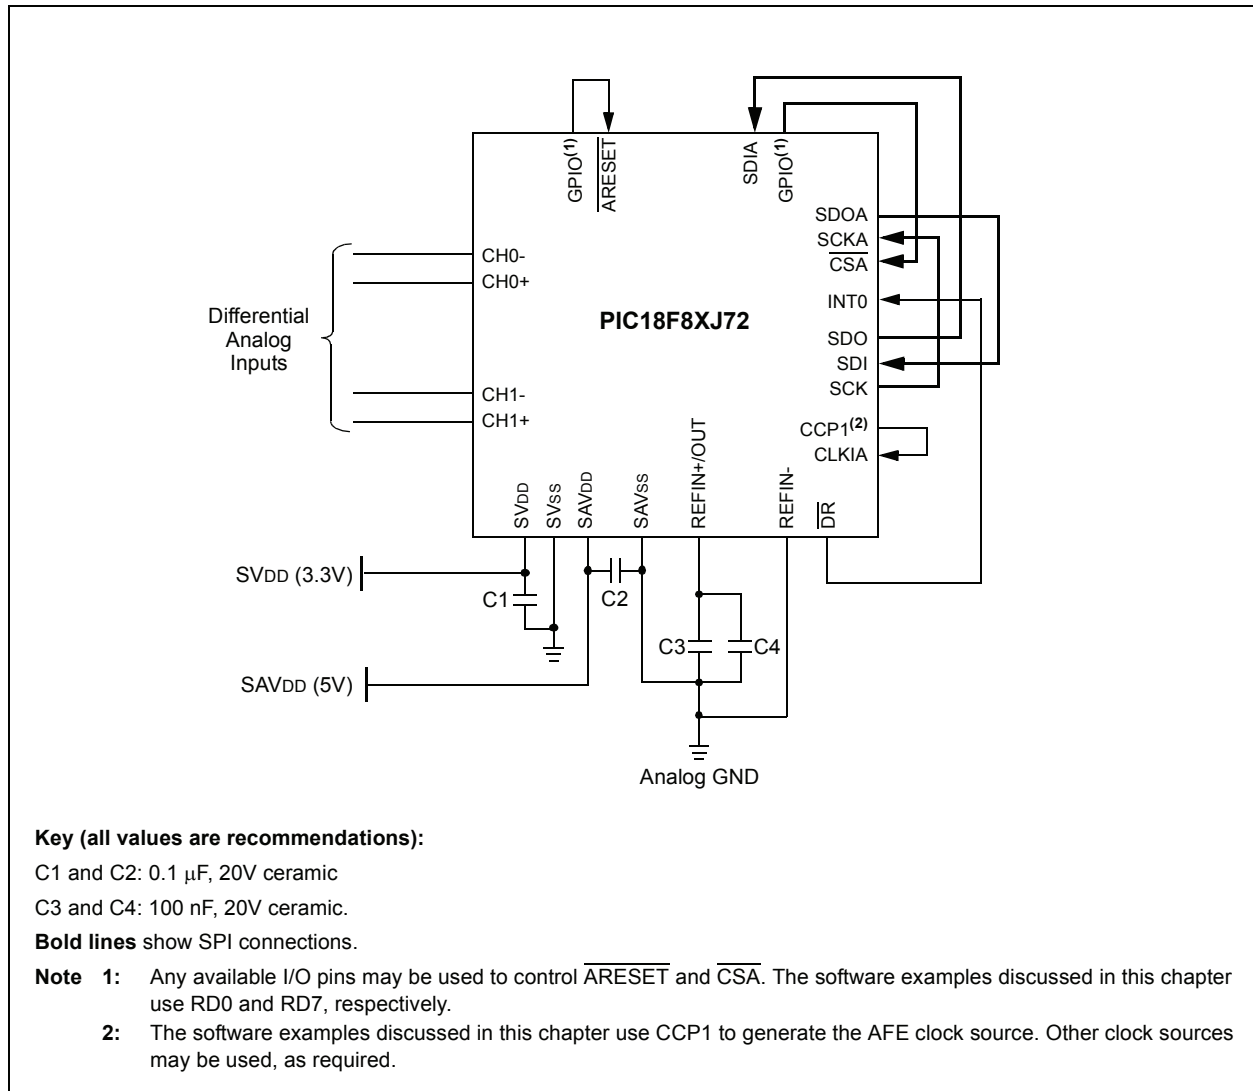 GPIO(1)
ARESET
SDIA
GPIO(1)
SDOA
SCKA
CSA
CH0-
CH0+
INT0
Differential
Analog
Inputs
PIC18F8XJ72
SDO
SDI
SCK
CH1-
CH1+
CCP1(2)
CLKIA
SVDD
SVSS
SAVDD
SAVSS
REFIN+/OUT
REFIN-
DR
SVDD (3.3V)
C1
C2
C3
C4
SAVDD (5V)
Analog GND
Key (all values are recommendations):
C1 and C2: 0.1 μF, 20V ceramic
C3 and C4: 100 nF, 20V ceramic.
Bold lines show SPI connections.
Note 1: Any available I/O pins may be used to control ARESET and CSA. The software examples discussed in this chapter
use RD0 and RD7, respectively.
2: The software examples discussed in this chapter use CCP1 to generate the AFE clock source. Other clock sources
may be used, as required.